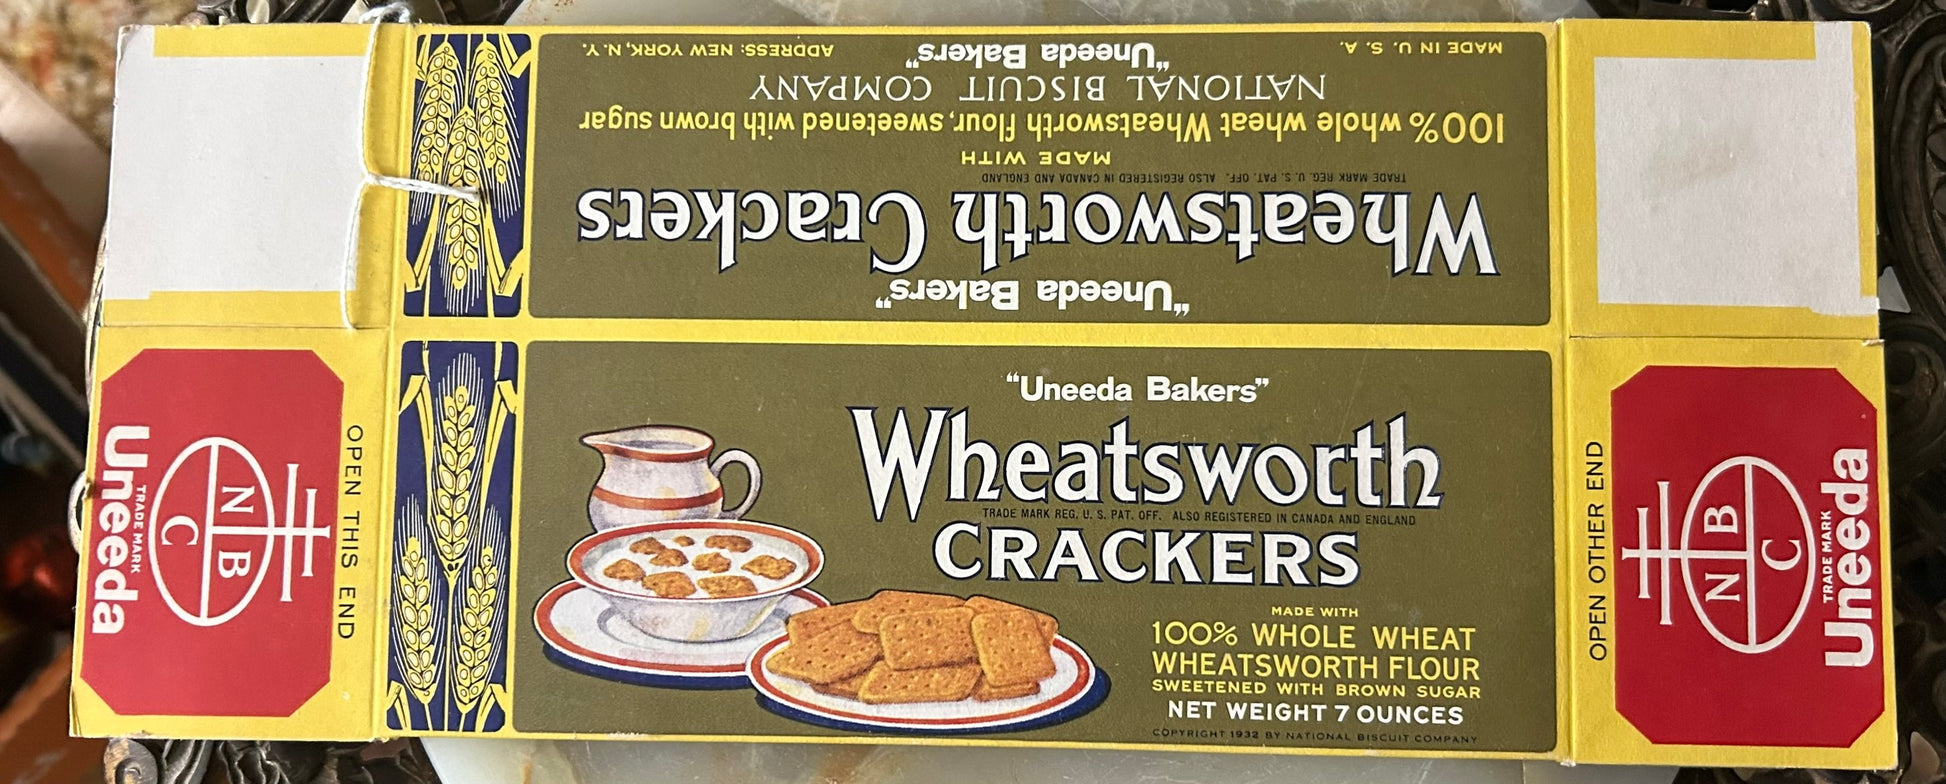 MADE IN U. S. A.
"Uneeda Bakers"
ADDRESS: NEW YORK, N. Y.
NATIONAL BISCUIT COMPANY
100% whole wheat Wheatsworth flour, sweetened with brown sugar
MADE WITH
TRADE MARK REG. U. S. PAT. OFF. ALSO REGISTERED IN CANADA AND ENGLAND
Wheatsworth Crackers
"Uneeda Bakers"
OPEN THIS END
N B
C
TRADE MARK
Uneeda
"Uneeda Bakers"
Wheatsworth
TRADE MARK REG. U. S. PAT. OFF. ALSO REGISTERED IN CANADA AND ENGLAND
CRACKERS
MADE WITH
100% WHOLE WHEAT
WHEATSWORTH FLOUR
SWEETENED WITH BROWN SUGAR
NET WEIGHT 7 OUNCES
COPYRIGHT 1932 BY NATIONAL BISCUIT COMPANY
OPEN OTHER END
N B
C
TRADE MARK
Uneeda